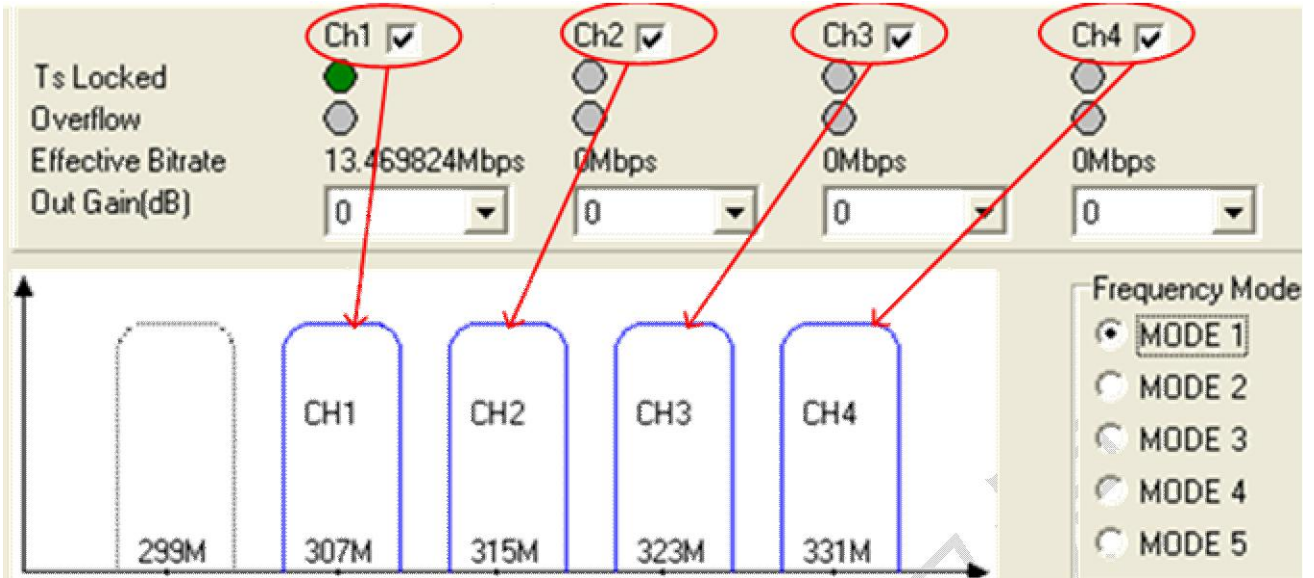 Ch1 Ch2 Ch3 Ch4
Ts Locked
Overflow
Effective Bitrate 13.469824Mbps 0Mbps 0Mbps 0Mbps
Out Gain(dB) 0 0 0 0
Frequency Mode
MODE 1
MODE 2
MODE 3
MODE 4
MODE 5
CH1 CH2 CH3 CH4
299M 307M 315M 323M 331M